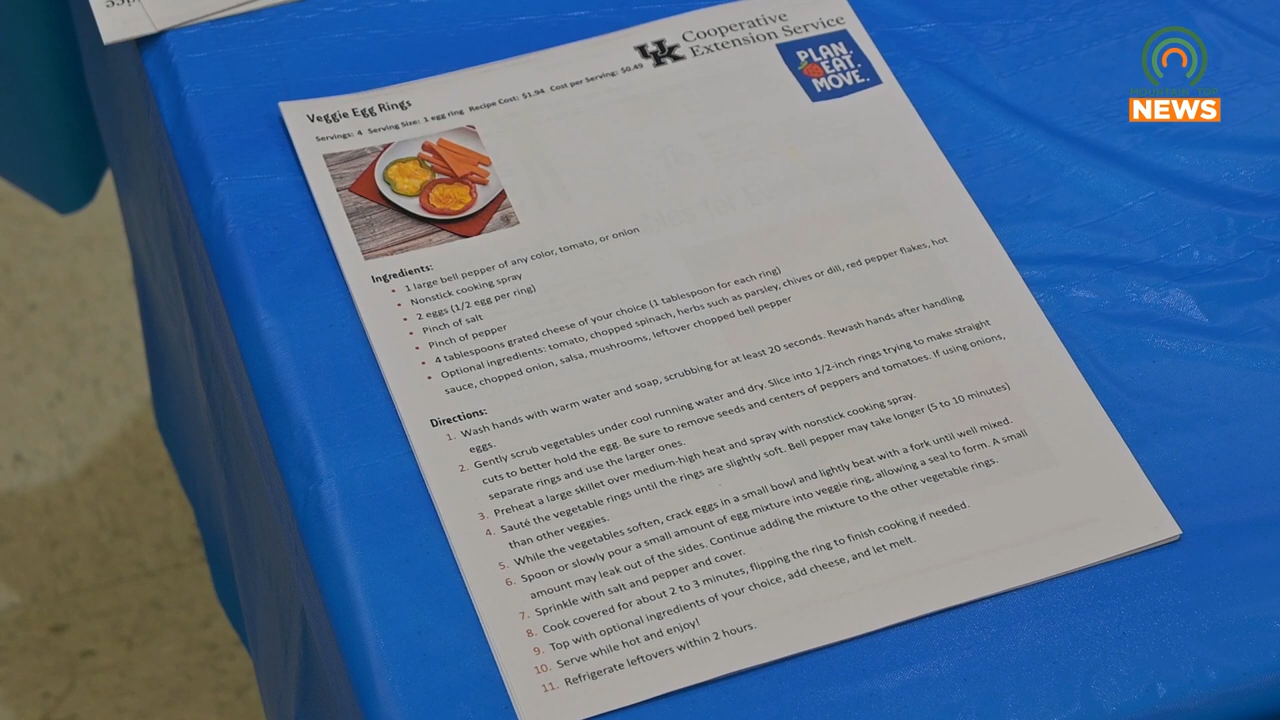 MOUNTAIN TOP
NEWS
UK Cooperative
Extension Service
PLAN.
EAT.
MOVE.
Veggie Egg Rings
Servings: 4 Serving Size: 1 egg ring Recipe Cost: $1.94 Cost per Serving: $0.49
Ingredients:
• 1 large bell pepper of any color, tomato, or onion
• Nonstick cooking spray
• 2 eggs (1/2 egg per ring)
• Pinch of salt
• Pinch of pepper
• 4 tablespoons grated cheese of your choice (1 tablespoon for each ring)
• Optional ingredients: tomato, chopped spinach, herbs such as parsley, chives or dill, red pepper flakes, hot
sauce, chopped onion, salsa, mushrooms, leftover chopped bell pepper
Directions:
1. Wash hands with warm water and soap, scrubbing for at least 20 seconds. Rewash hands after handling
eggs.
2. Gently scrub vegetables under cool running water and dry. Slice into 1/2-inch rings trying to make straight
cuts to better hold the egg. Be sure to remove seeds and centers of peppers and tomatoes. If using onions,
separate rings and use the larger ones.
3. Preheat a large skillet over medium-high heat and spray with nonstick cooking spray.
4. Sauté the vegetable rings until the rings are slightly soft. Bell pepper may take longer (5 to 10 minutes)
than other veggies.
5. While the vegetables soften, crack eggs in a small bowl and lightly beat with a fork until well mixed.
6. Spoon or slowly pour a small amount of egg mixture into veggie ring, allowing a seal to form. A small
amount may leak out of the sides. Continue adding the mixture to the other vegetable rings.
7. Sprinkle with salt and pepper and cover.
8. Cook covered for about 2 to 3 minutes, flipping the ring to finish cooking if needed.
9. Top with optional ingredients of your choice, add cheese, and let melt.
10. Serve while hot and enjoy!
11. Refrigerate leftovers within 2 hours.